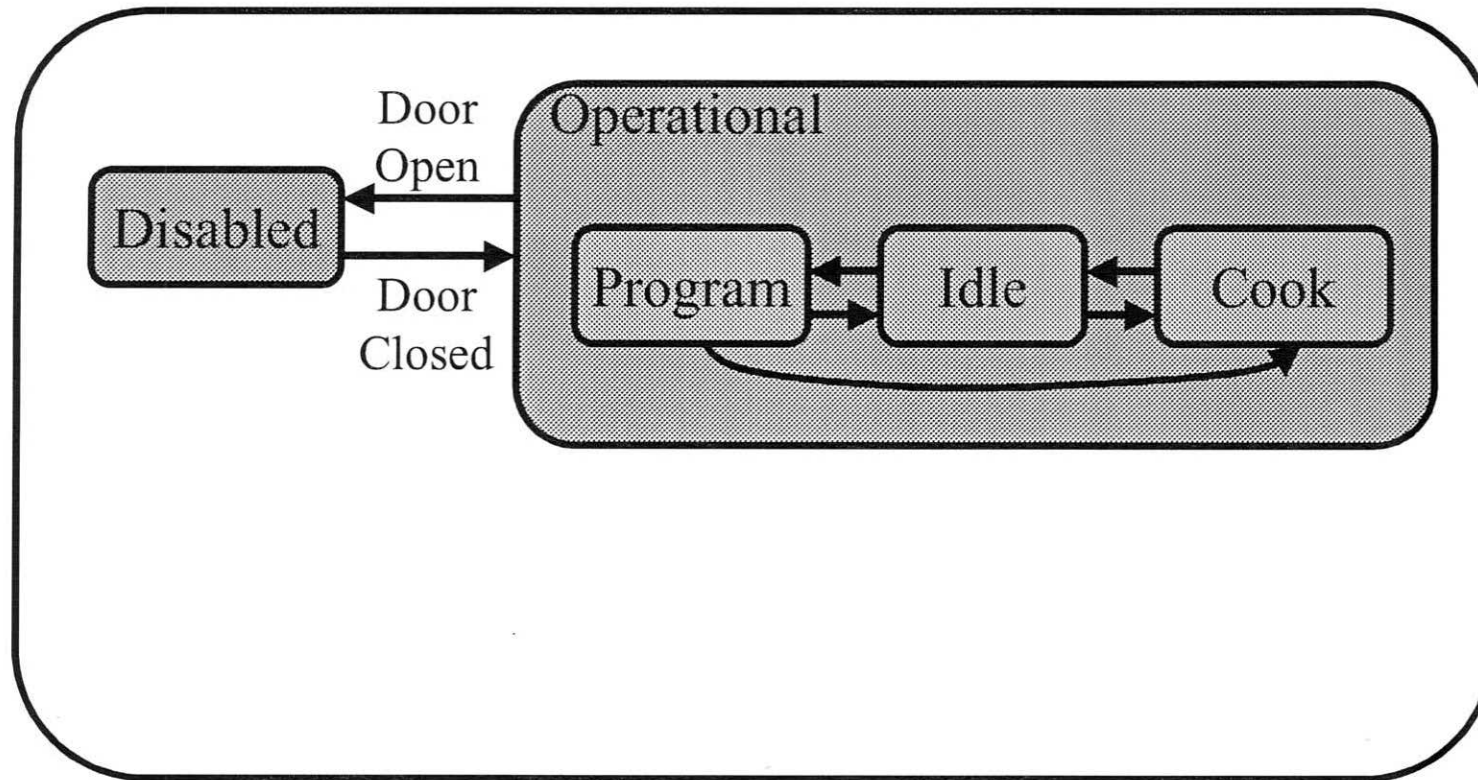 Door
Open
Operational
Disabled
Program
Idle
Cook
Door
Closed